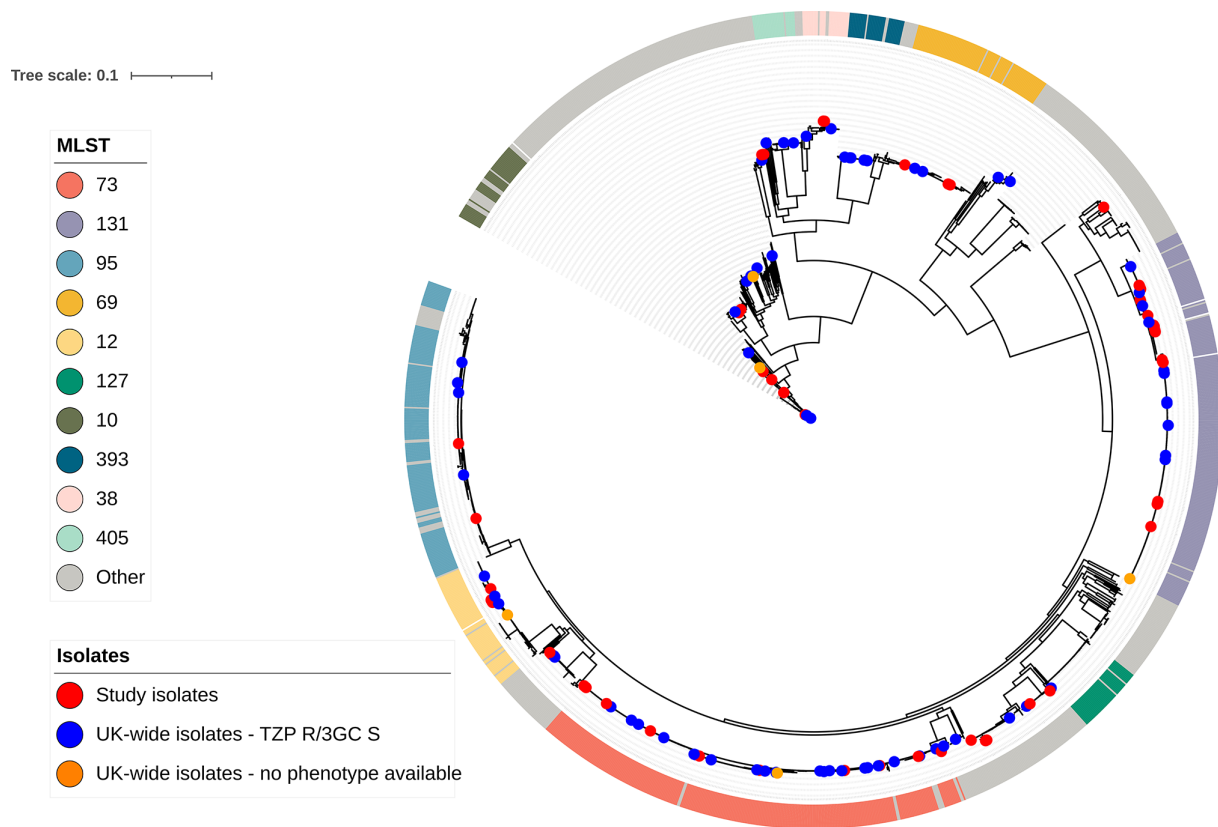 Tree scale: 0.1
MLST
73
131
95
69
12
127
10
393
38
405
Other
Isolates
Study isolates
UK-wide isolates - TZP R/3GC S
UK-wide isolates - no phenotype available